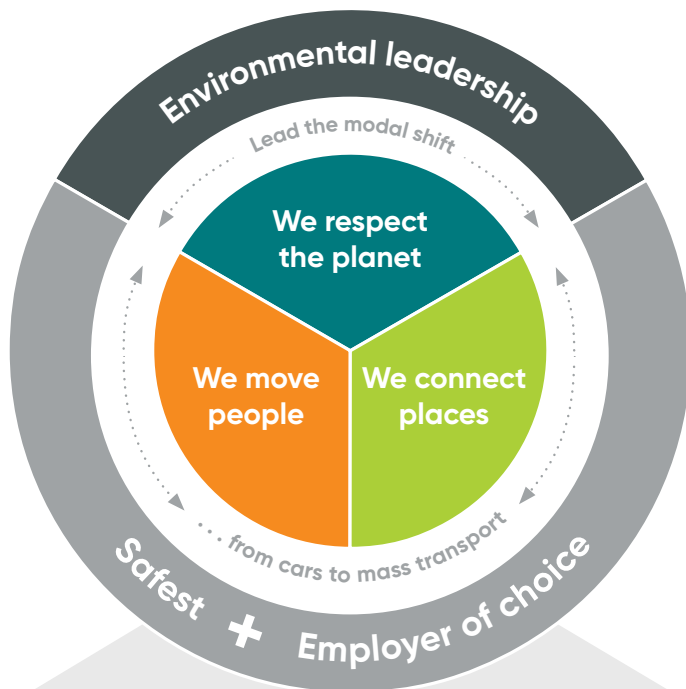 Environmental leadership
Lead the modal shift
We respect
the planet
We move
people
We connect
places
. . . from cars to mass transport
Safest + Employer of choice